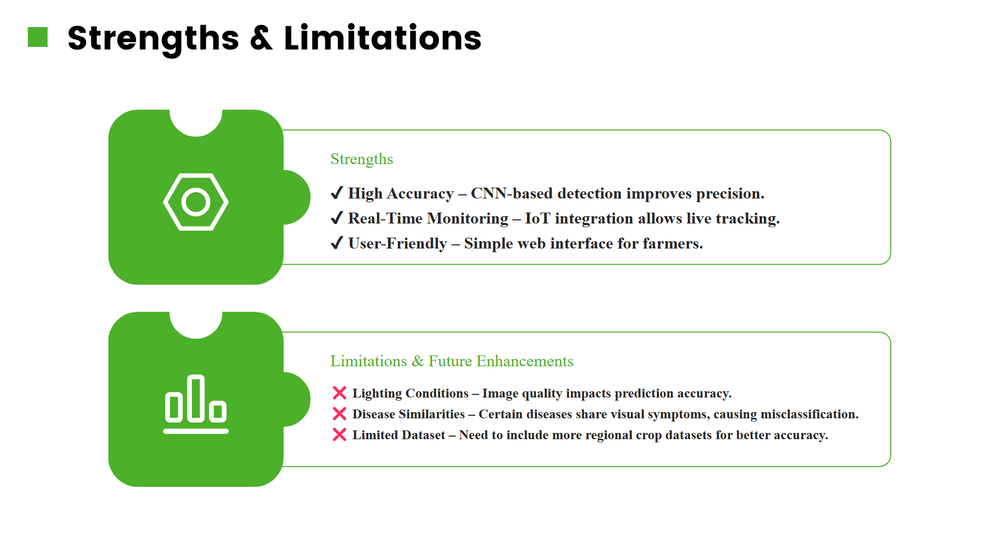 Strengths & Limitations
Strengths
✔ High Accuracy – CNN-based detection improves precision.
✔ Real-Time Monitoring – IoT integration allows live tracking.
✔ User-Friendly – Simple web interface for farmers.
Limitations & Future Enhancements
❌ Lighting Conditions – Image quality impacts prediction accuracy.
❌ Disease Similarities – Certain diseases share visual symptoms, causing misclassification.
❌ Limited Dataset – Need to include more regional crop datasets for better accuracy.